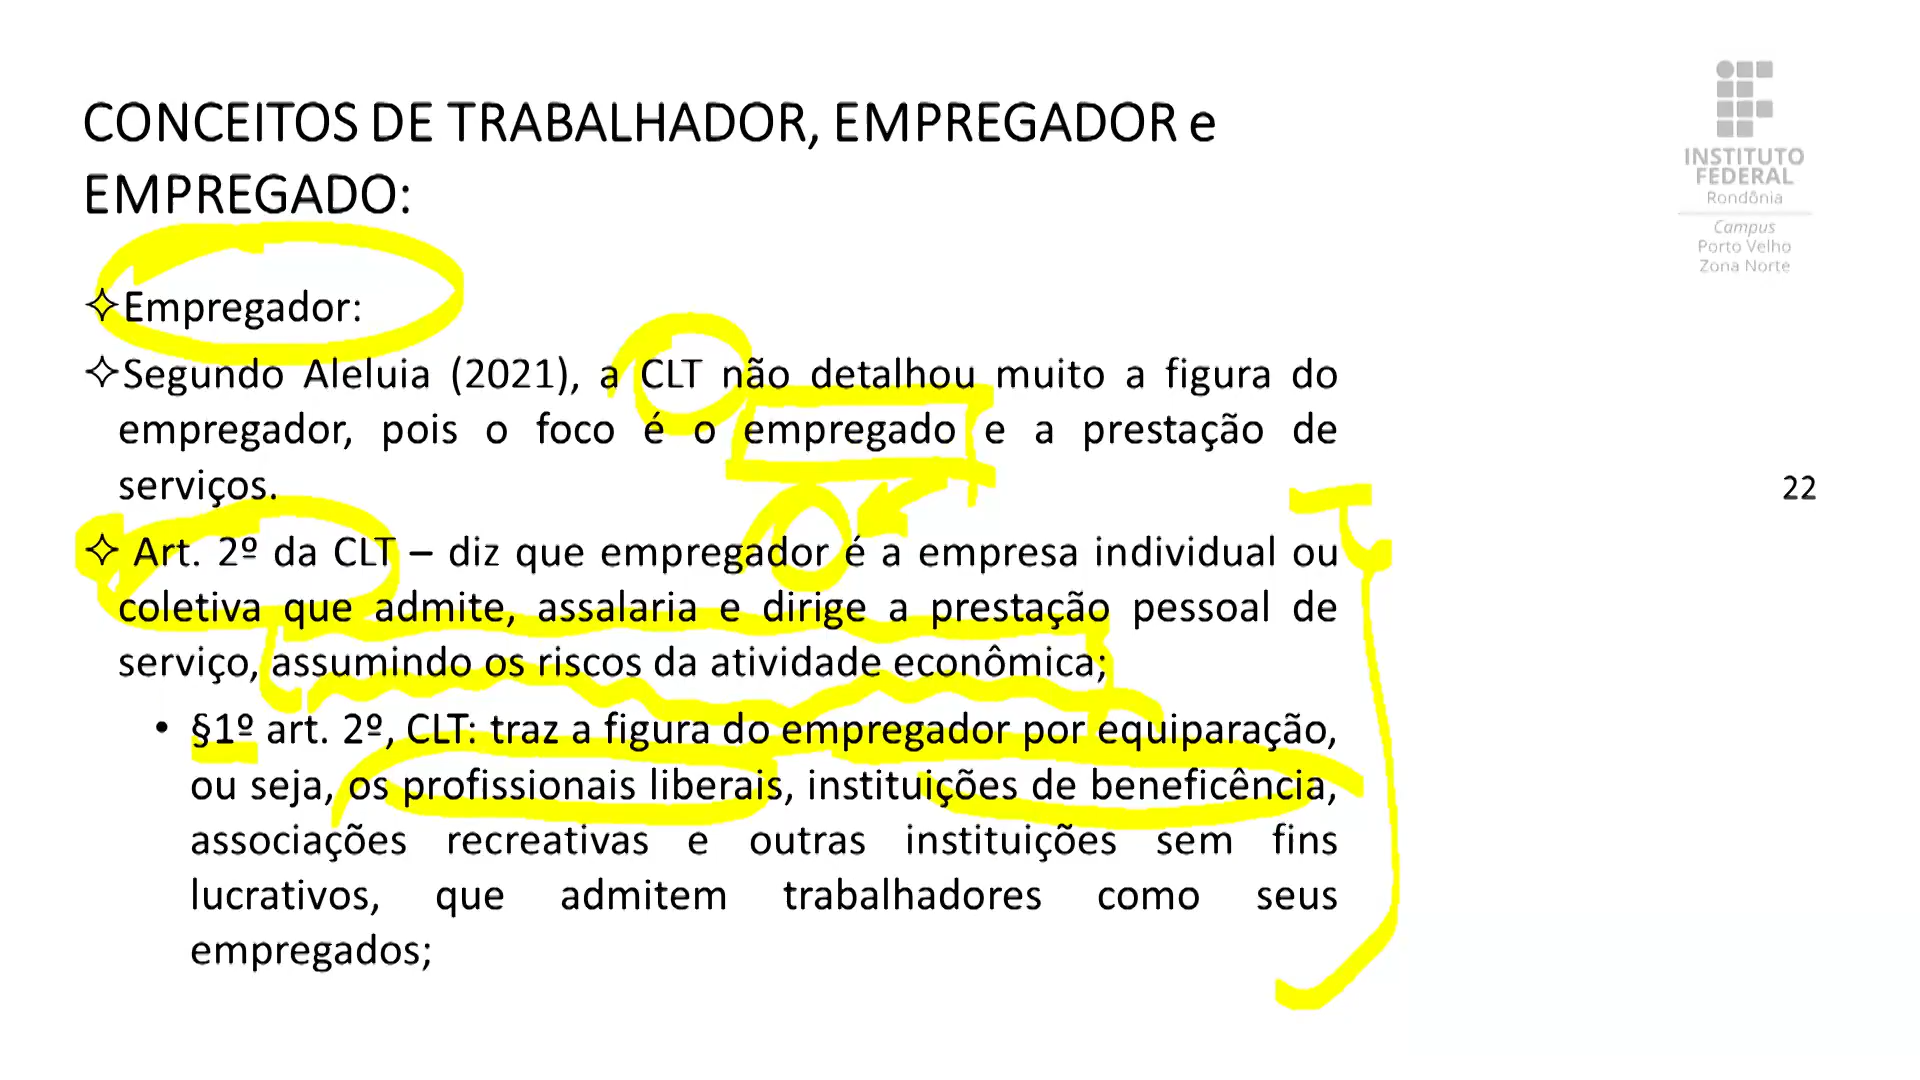 CONCEITOS DE TRABALHADOR, EMPREGADOR e
EMPREGADO:
INSTITUTO
FEDERAL
Rondônia
Campus
Porto Velho
Zona Norte
Empregador:
Segundo Aleluia (2021), a CLT não detalhou muito a figura do
empregador, pois o foco é o empregado e a prestação de
serviços.
22
Art. 2º da CLT – diz que empregador é a empresa individual ou
coletiva que admite, assalaria e dirige a prestação pessoal de
serviço, assumindo os riscos da atividade econômica;
• §1º art. 2º, CLT: traz a figura do empregador por equiparação,
ou seja, os profissionais liberais, instituições de beneficência,
associações recreativas e outras instituições sem fins
lucrativos, que admitem trabalhadores como seus
empregados;